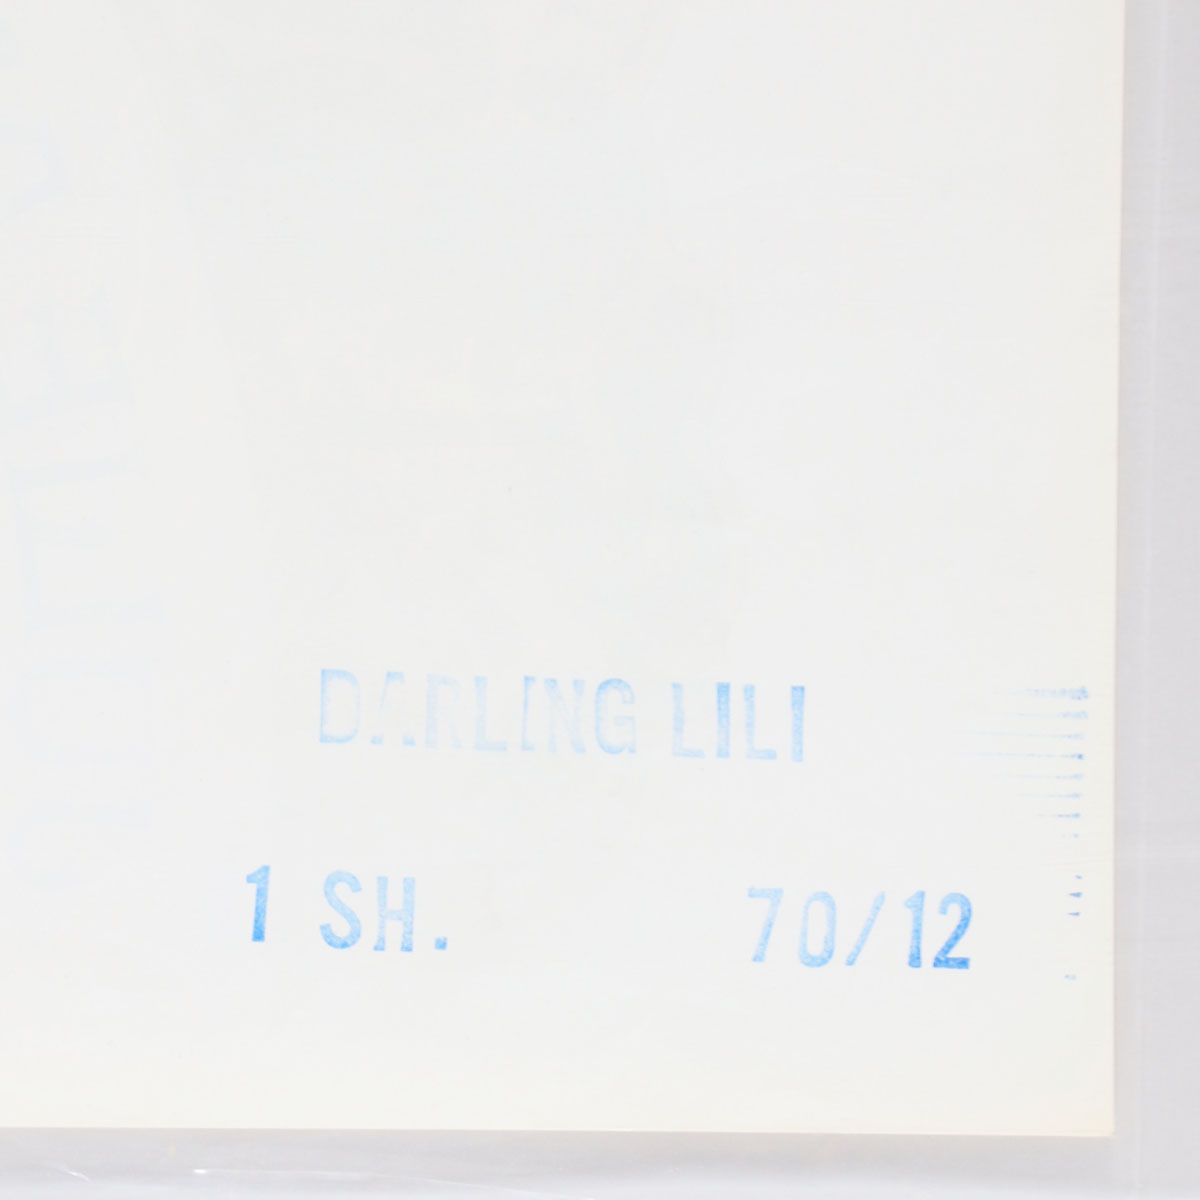 DARLING LILI
1 SH. 70/12